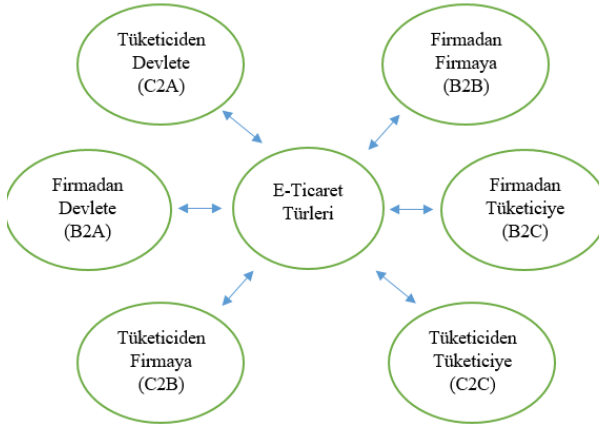 Tüketiciden
Devlete
(C2A)
Firmadan
Firmaya
(B2B)
Firmadan
Devlete
(B2A)
E-Ticaret
Türleri
Firmadan
Tüketiciye
(B2C)
Tüketiciden
Firmaya
(C2B)
Tüketiciden
Tüketiciye
(C2C)